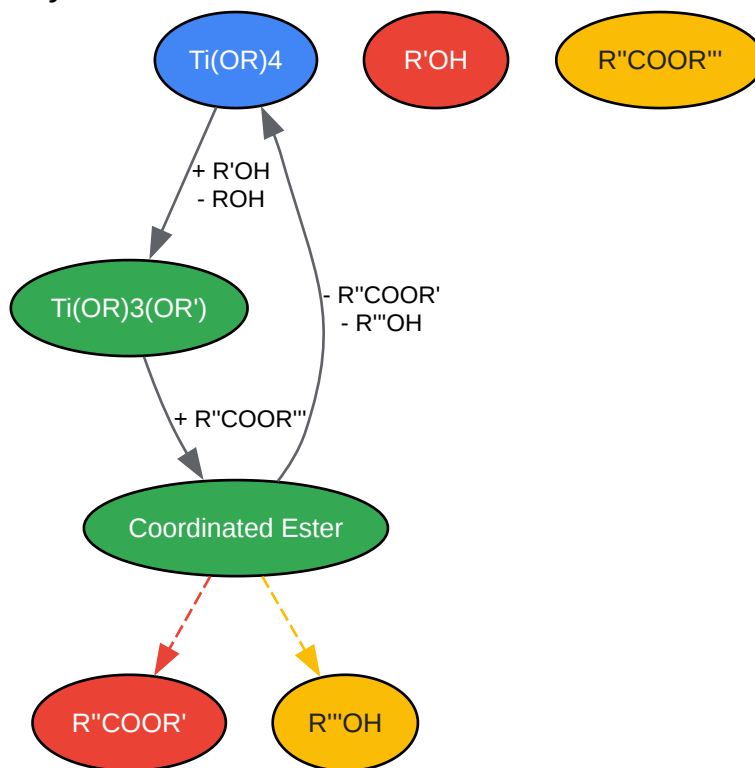 Ti(OR)4
R'OH
R''COOR'''
+ R'OH
- ROH
Ti(OR)3(OR')
- R''COOR'
- R'''OH
+ R''COOR'''
Coordinated Ester
R''COOR'
R'''OH